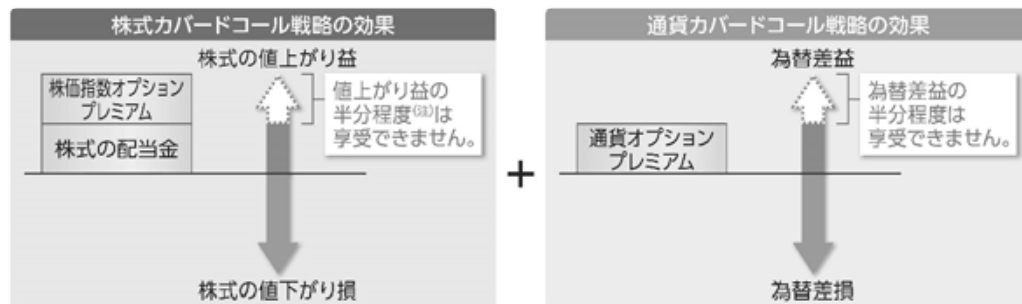 株式カバードコール戦略の効果
株式の値上がり益
株価指数オプション
プレミアム
株式の配当金
値上がり益の
半分程度(注)は
享受できません。
株式の値下がり損
+
通貨カバードコール戦略の効果
為替差益
通貨オプション
プレミアム
為替差益の
半分程度は
享受できません。
為替差損